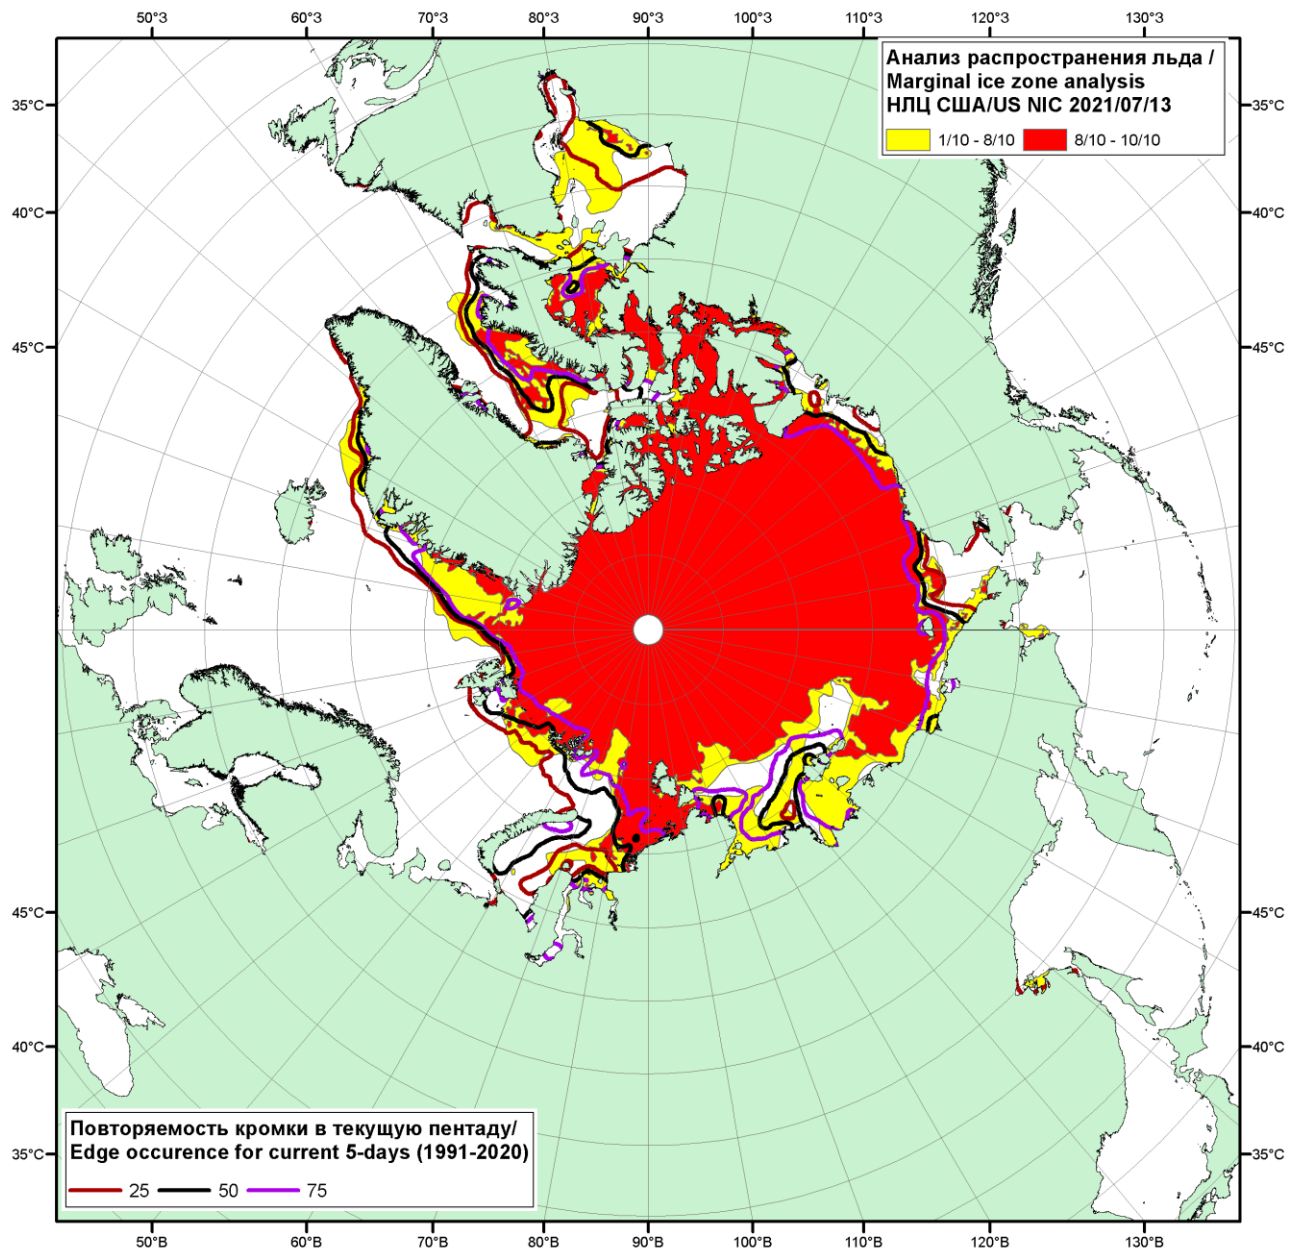 50°З 60°З 70°З 80°З 90°З 100°З 110°З 120°З 130°З
Анализ распространения льда /
Marginal ice zone analysis
НЛЦ США/US NIC 2021/07/13
1/10 - 8/10 8/10 - 10/10
35°С 35°С
40°С 40°С
45°С 45°С
45°С 45°С
40°С 40°С
Повторяемость кромки в текущую пентаду/
Edge occurence for current 5-days (1991-2020)
25 50 75
35°С 35°С
50°В 60°В 70°В 80°В 90°В 100°В 110°В 120°В 130°В